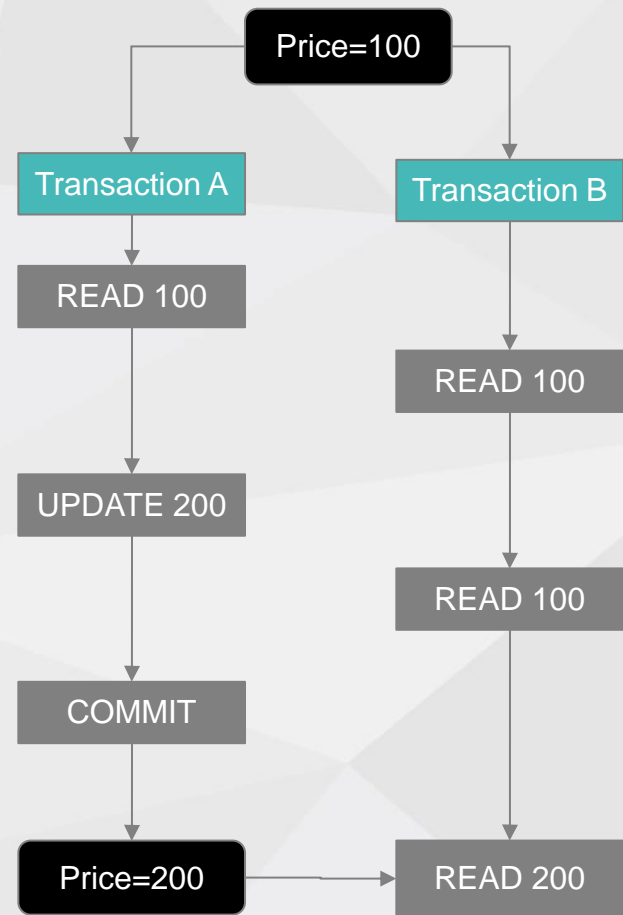 Price=100
Transaction A
Transaction B
READ 100
READ 100
UPDATE 200
READ 100
COMMIT
Price=200
READ 200